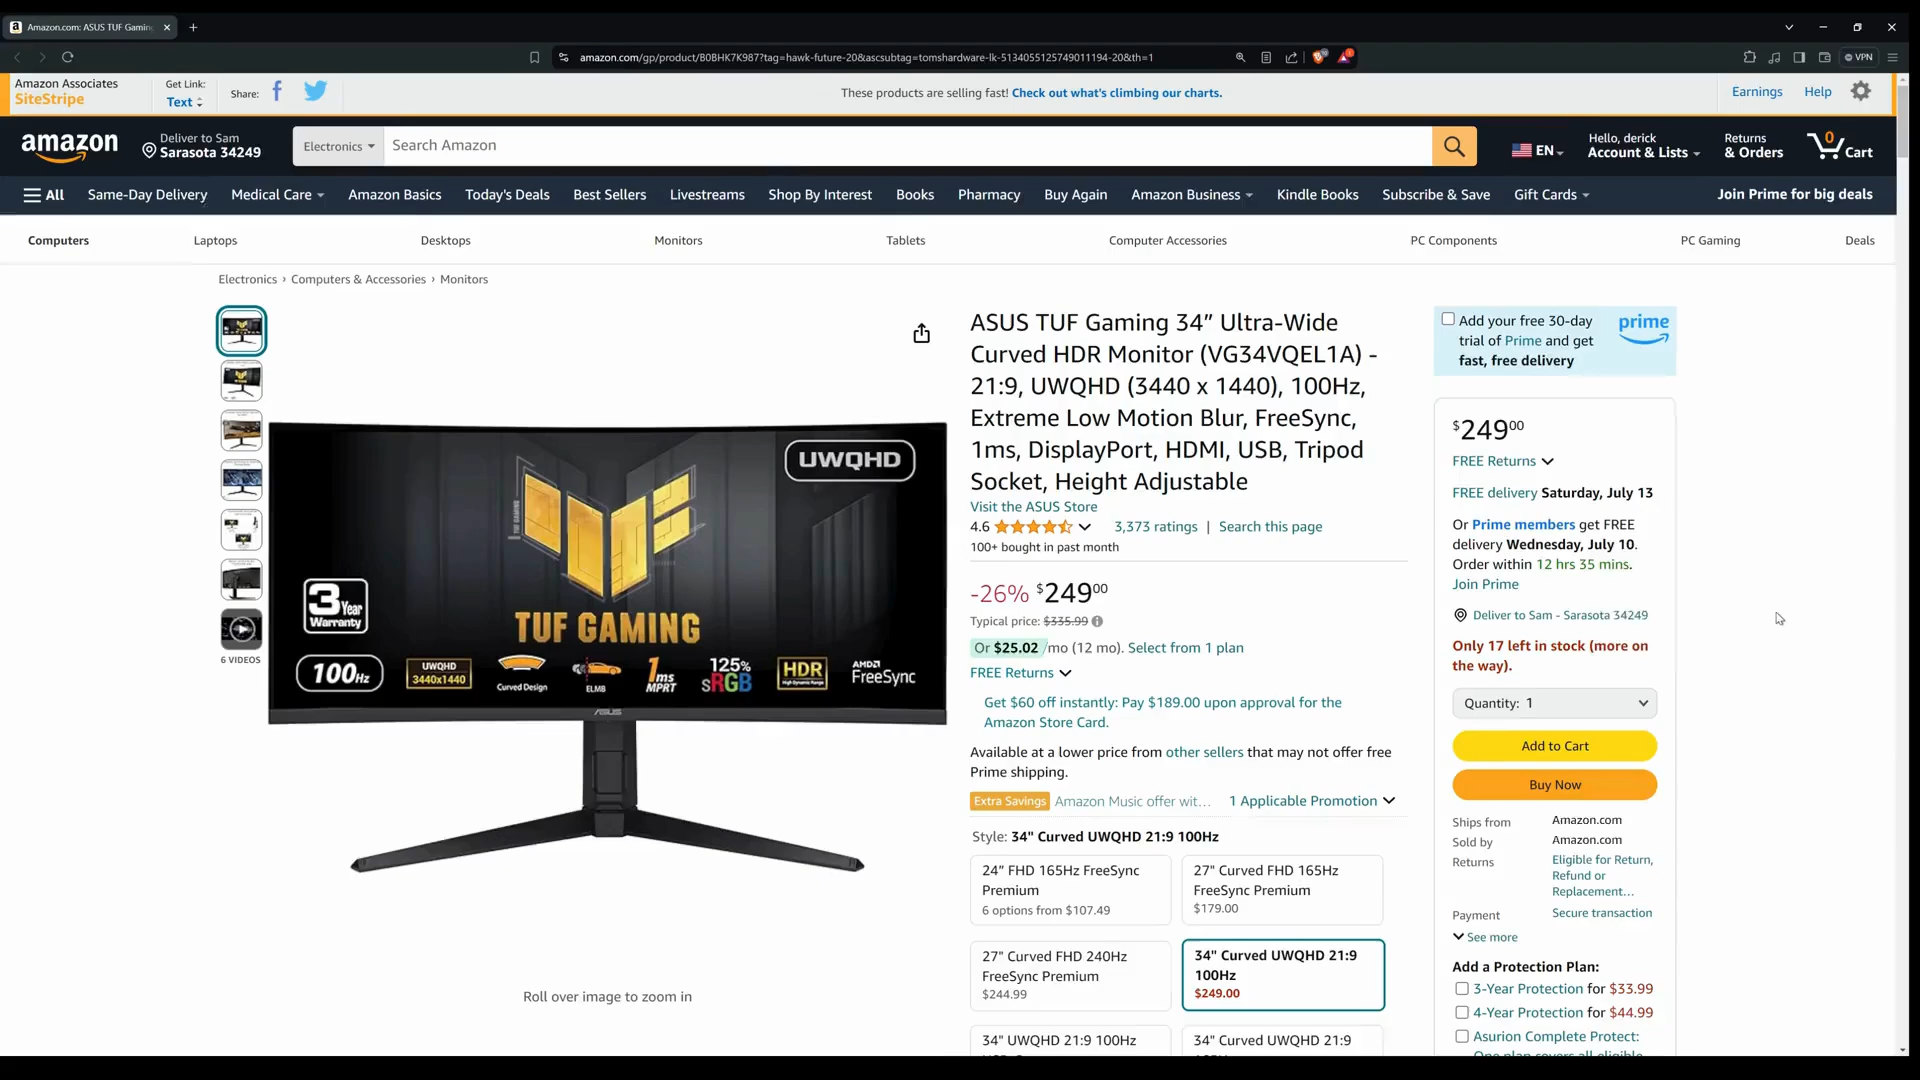 Amazon.com: ASUS TUF Gamin
amazon.com/gp/product/B0BHK7K987?tag=hawk-future-20&ascsubtag=tomshardware-lk-5134055125749011194-20&th=1
VPN
Amazon Associates
SiteStripe
Get Link:
Text
Share:
These products are selling fast! Check out what's climbing our charts.
Earnings
Help
amazon
Deliver to Sam
Sarasota 34249
Electronics
Search Amazon
EN
Hello, derick
Account & Lists
Returns
& Orders
0
Cart
All
Same-Day Delivery
Medical Care
Amazon Basics
Today's Deals
Best Sellers
Livestreams
Shop By Interest
Books
Pharmacy
Buy Again
Amazon Business
Kindle Books
Subscribe & Save
Gift Cards
Join Prime for big deals
Computers
Laptops
Desktops
Monitors
Tablets
Computer Accessories
PC Components
PC Gaming
Deals
Electronics › Computers & Accessories › Monitors
6 VIDEOS
UWQHD
TUF GAMING
3 Year
Warranty
TUF GAMING
100Hz
UWQHD
3440x1440
Curved Design
ELMB
1ms
MPRT
125%
sRGB
HDR
High Dynamic Range
AMD
FreeSync
ASUS
Roll over image to zoom in
ASUS TUF Gaming 34” Ultra-Wide
Curved HDR Monitor (VG34VQEL1A) -
21:9, UWQHD (3440 x 1440), 100Hz,
Extreme Low Motion Blur, FreeSync,
1ms, DisplayPort, HDMI, USB, Tripod
Socket, Height Adjustable
Visit the ASUS Store
4.6
3,373 ratings | Search this page
100+ bought in past month
-26% $24900
Typical price: $335.99
Or $25.02 /mo (12 mo). Select from 1 plan
FREE Returns
Get $60 off instantly: Pay $189.00 upon approval for the
Amazon Store Card.
Available at a lower price from other sellers that may not offer free
Prime shipping.
Extra Savings Amazon Music offer wit… 1 Applicable Promotion
Style: 34" Curved UWQHD 21:9 100Hz
24” FHD 165Hz FreeSync
Premium
6 options from $107.49
27" Curved FHD 165Hz
FreeSync Premium
$179.00
27" Curved FHD 240Hz
FreeSync Premium
$244.99
34" Curved UWQHD 21:9
100Hz
$249.00
34" UWQHD 21:9 100Hz
34" Curved UWQHD 21:9
Add your free 30-day
trial of Prime and get
fast, free delivery
prime
$24900
FREE Returns
FREE delivery Saturday, July 13
Or Prime members get FREE
delivery Wednesday, July 10.
Order within 12 hrs 35 mins.
Join Prime
Deliver to Sam - Sarasota 34249
Only 17 left in stock (more on
the way).
Quantity: 1
Add to Cart
Buy Now
Ships from
Amazon.com
Sold by
Amazon.com
Returns
Eligible for Return,
Refund or
Replacement…
Payment
Secure transaction
See more
Add a Protection Plan:
3-Year Protection for $33.99
4-Year Protection for $44.99
Asurion Complete Protect:
One plan covers all eligible